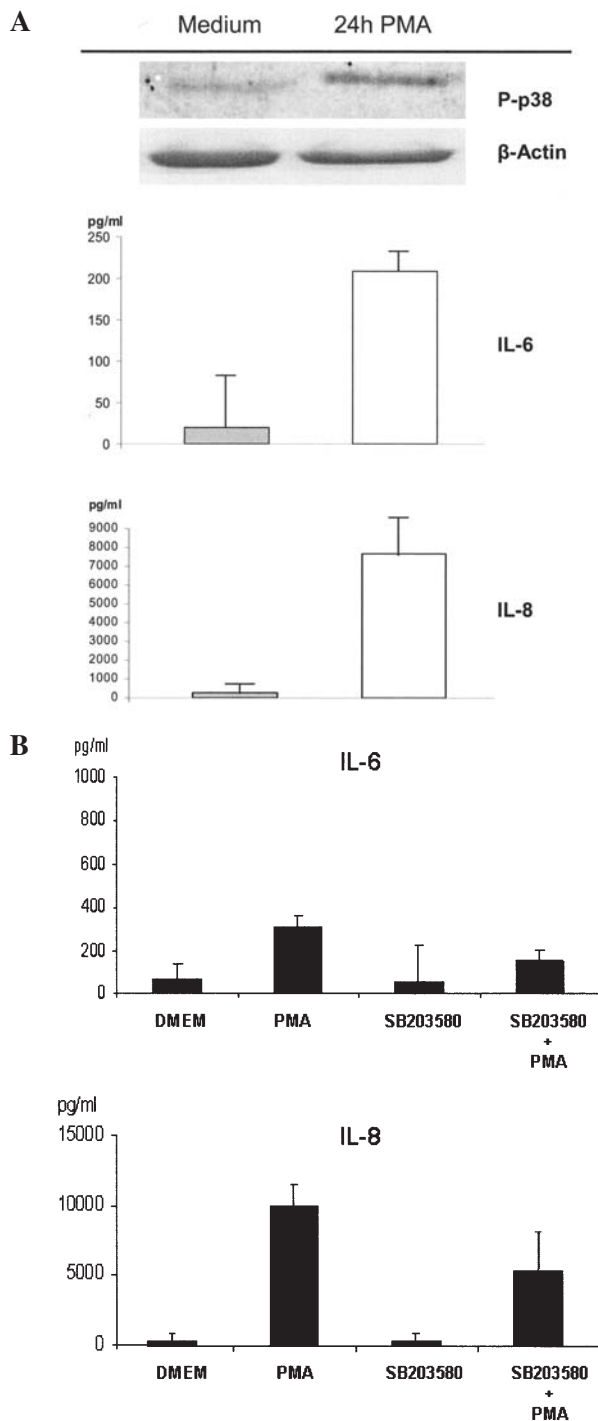 A
Medium 24h PMA
P-p38
β-Actin
pg/ml
250
200
150
100
50
0
IL-6
pg/ml
9000
8000
7000
6000
5000
4000
3000
2000
1000
0
IL-8
B
pg/ml
IL-6
1000
800
600
400
200
0
DMEM PMA SB203580 SB203580
+
PMA
pg/ml
IL-8
15000
10000
5000
0
DMEM PMA SB203580 SB203580
+
PMA